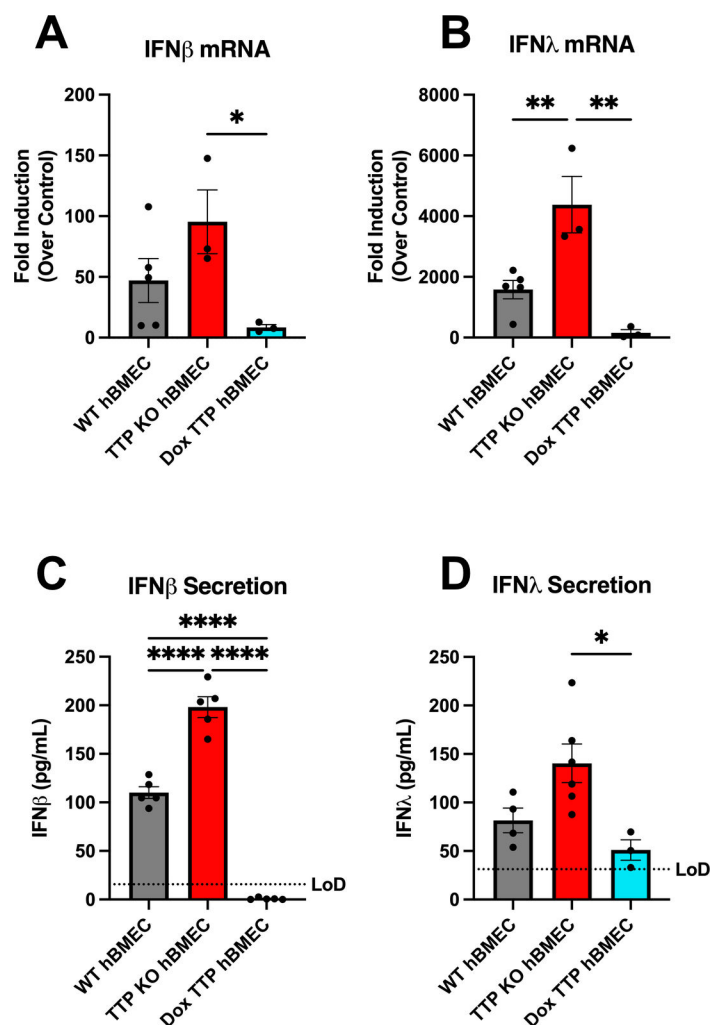 A
IFNβ mRNA
Fold Induction
(Over Control)
200
150
100
50
0
*
WT hBMEC
TTP KO hBMEC
Dox TTP hBMEC
B
IFNλ mRNA
Fold Induction
(Over Control)
8000
6000
4000
2000
0
** **
WT hBMEC
TTP KO hBMEC
Dox TTP hBMEC
C
IFNβ Secretion
IFNβ (pg/mL)
250
200
150
100
50
0
****
**** ****
LoD
WT hBMEC
TTP KO hBMEC
Dox TTP hBMEC
D
IFNλ Secretion
IFNλ (pg/mL)
250
200
150
100
50
0
*
LoD
WT hBMEC
TTP KO hBMEC
Dox TTP hBMEC